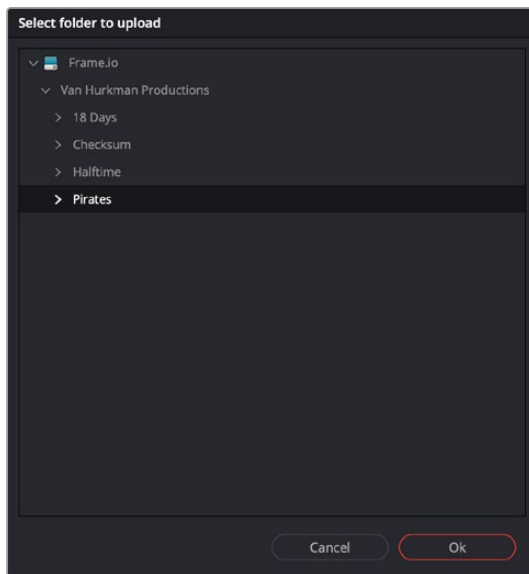 Select folder to upload
Frame.io
Van Hurkman Productions
18 Days
Checksum
Halftime
Pirates
Cancel Ok